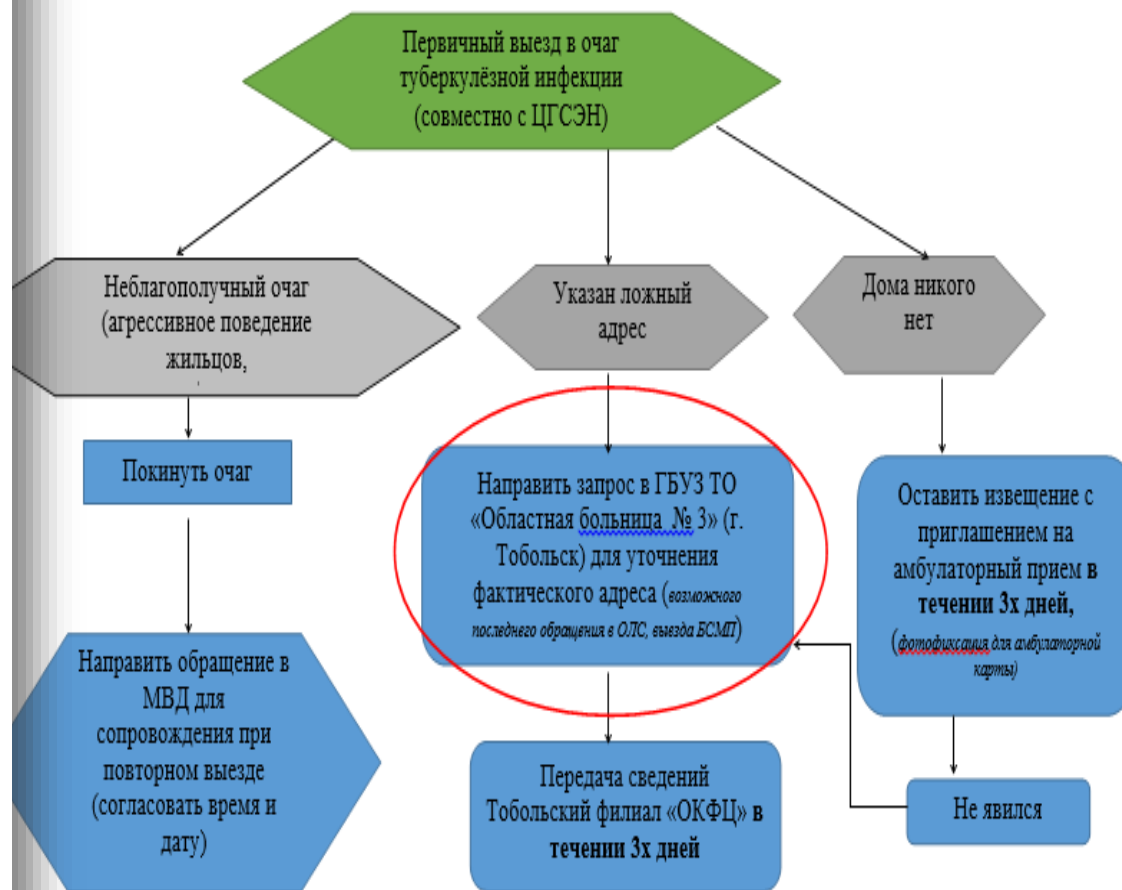 Первичный выезд в очаг
туберкулёзной инфекции
(совместно с ЦГСЭН)
Неблагополучный очаг
(агрессивное поведение
жильцов,
.
Указан ложный
адрес
Дома никого
нет
Покинуть очаг
Направить запрос в ГБУЗ ТО
«Областная больница № 3» (г.
Тобольск) для уточнения
фактического адреса (возможного
последнего обращения в ОЛС, выезда БСМП)
Оставить извещение с
приглашением на
амбулаторный прием в
течении 3х дней,
(фотофиксация для амбулаторной
карты)
Направить обращение в
МВД для
сопровождения при
повторном выезде
(согласовать время и
дату)
Передача сведений
Тобольский филиал «ОКФЦ» в
течении 3х дней
Не явился